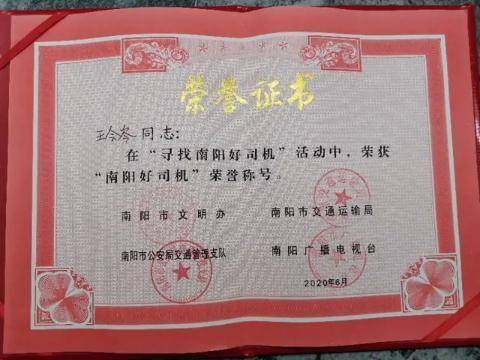 荣誉证书
同志：
在“寻找南阳好司机”活动中，荣获
“南阳好司机”荣誉称号。
南阳市文明办 南阳市交通运输局
南阳市公安局交通管理支队 南阳广播电视台
2020年6月